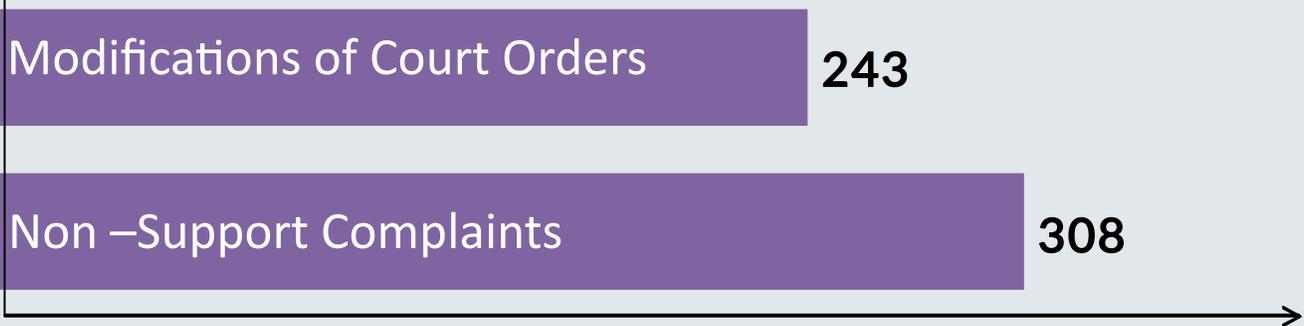 Modifications of Court Orders 243
Non –Support Complaints 308